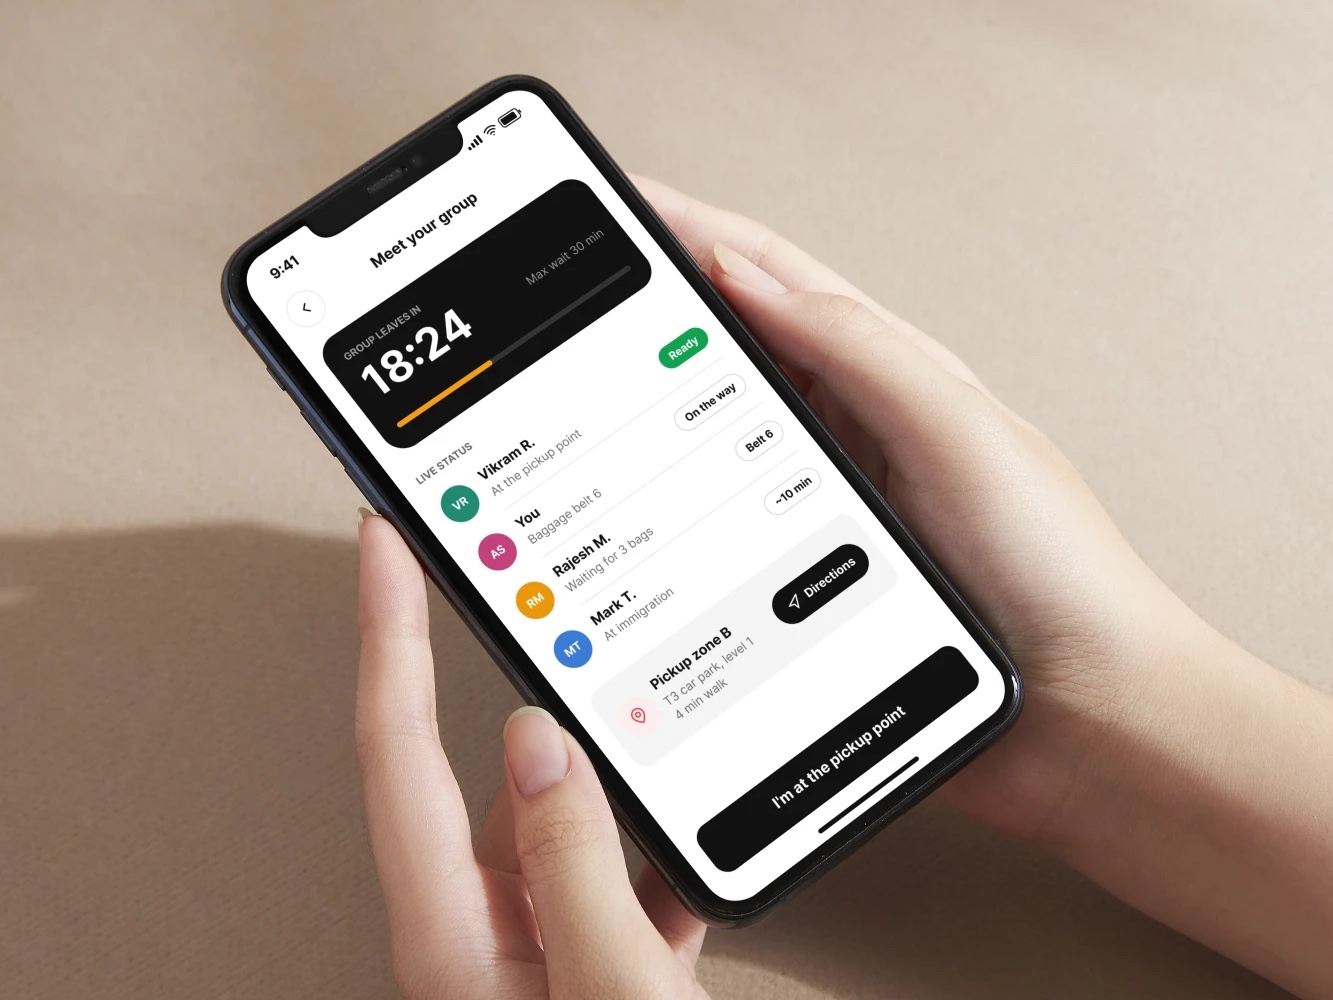 9:41
Meet your group
GROUP LEAVES IN
18:24
Max wait 30 min
LIVE STATUS
VR
Vikram R.
At the pickup point
Ready
AS
You
Baggage belt 6
On the way
RM
Rajesh M.
Waiting for 3 bags
Belt 6
MT
Mark T.
At immigration
~10 min
Pickup zone B
T3 car park, level 1
4 min walk
Directions
I'm at the pickup point